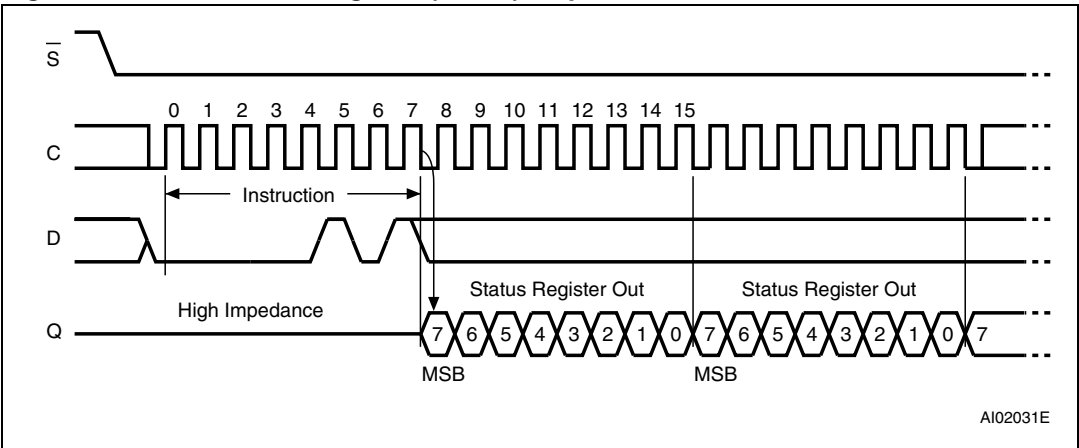 S
0 1 2 3 4 5 6 7 8 9 10 11 12 13 14 15
C
Instruction
D
Status Register Out Status Register Out
High Impedance
Q 7 6 5 4 3 2 1 0 7 6 5 4 3 2 1 0 7
MSB MSB
AI02031E